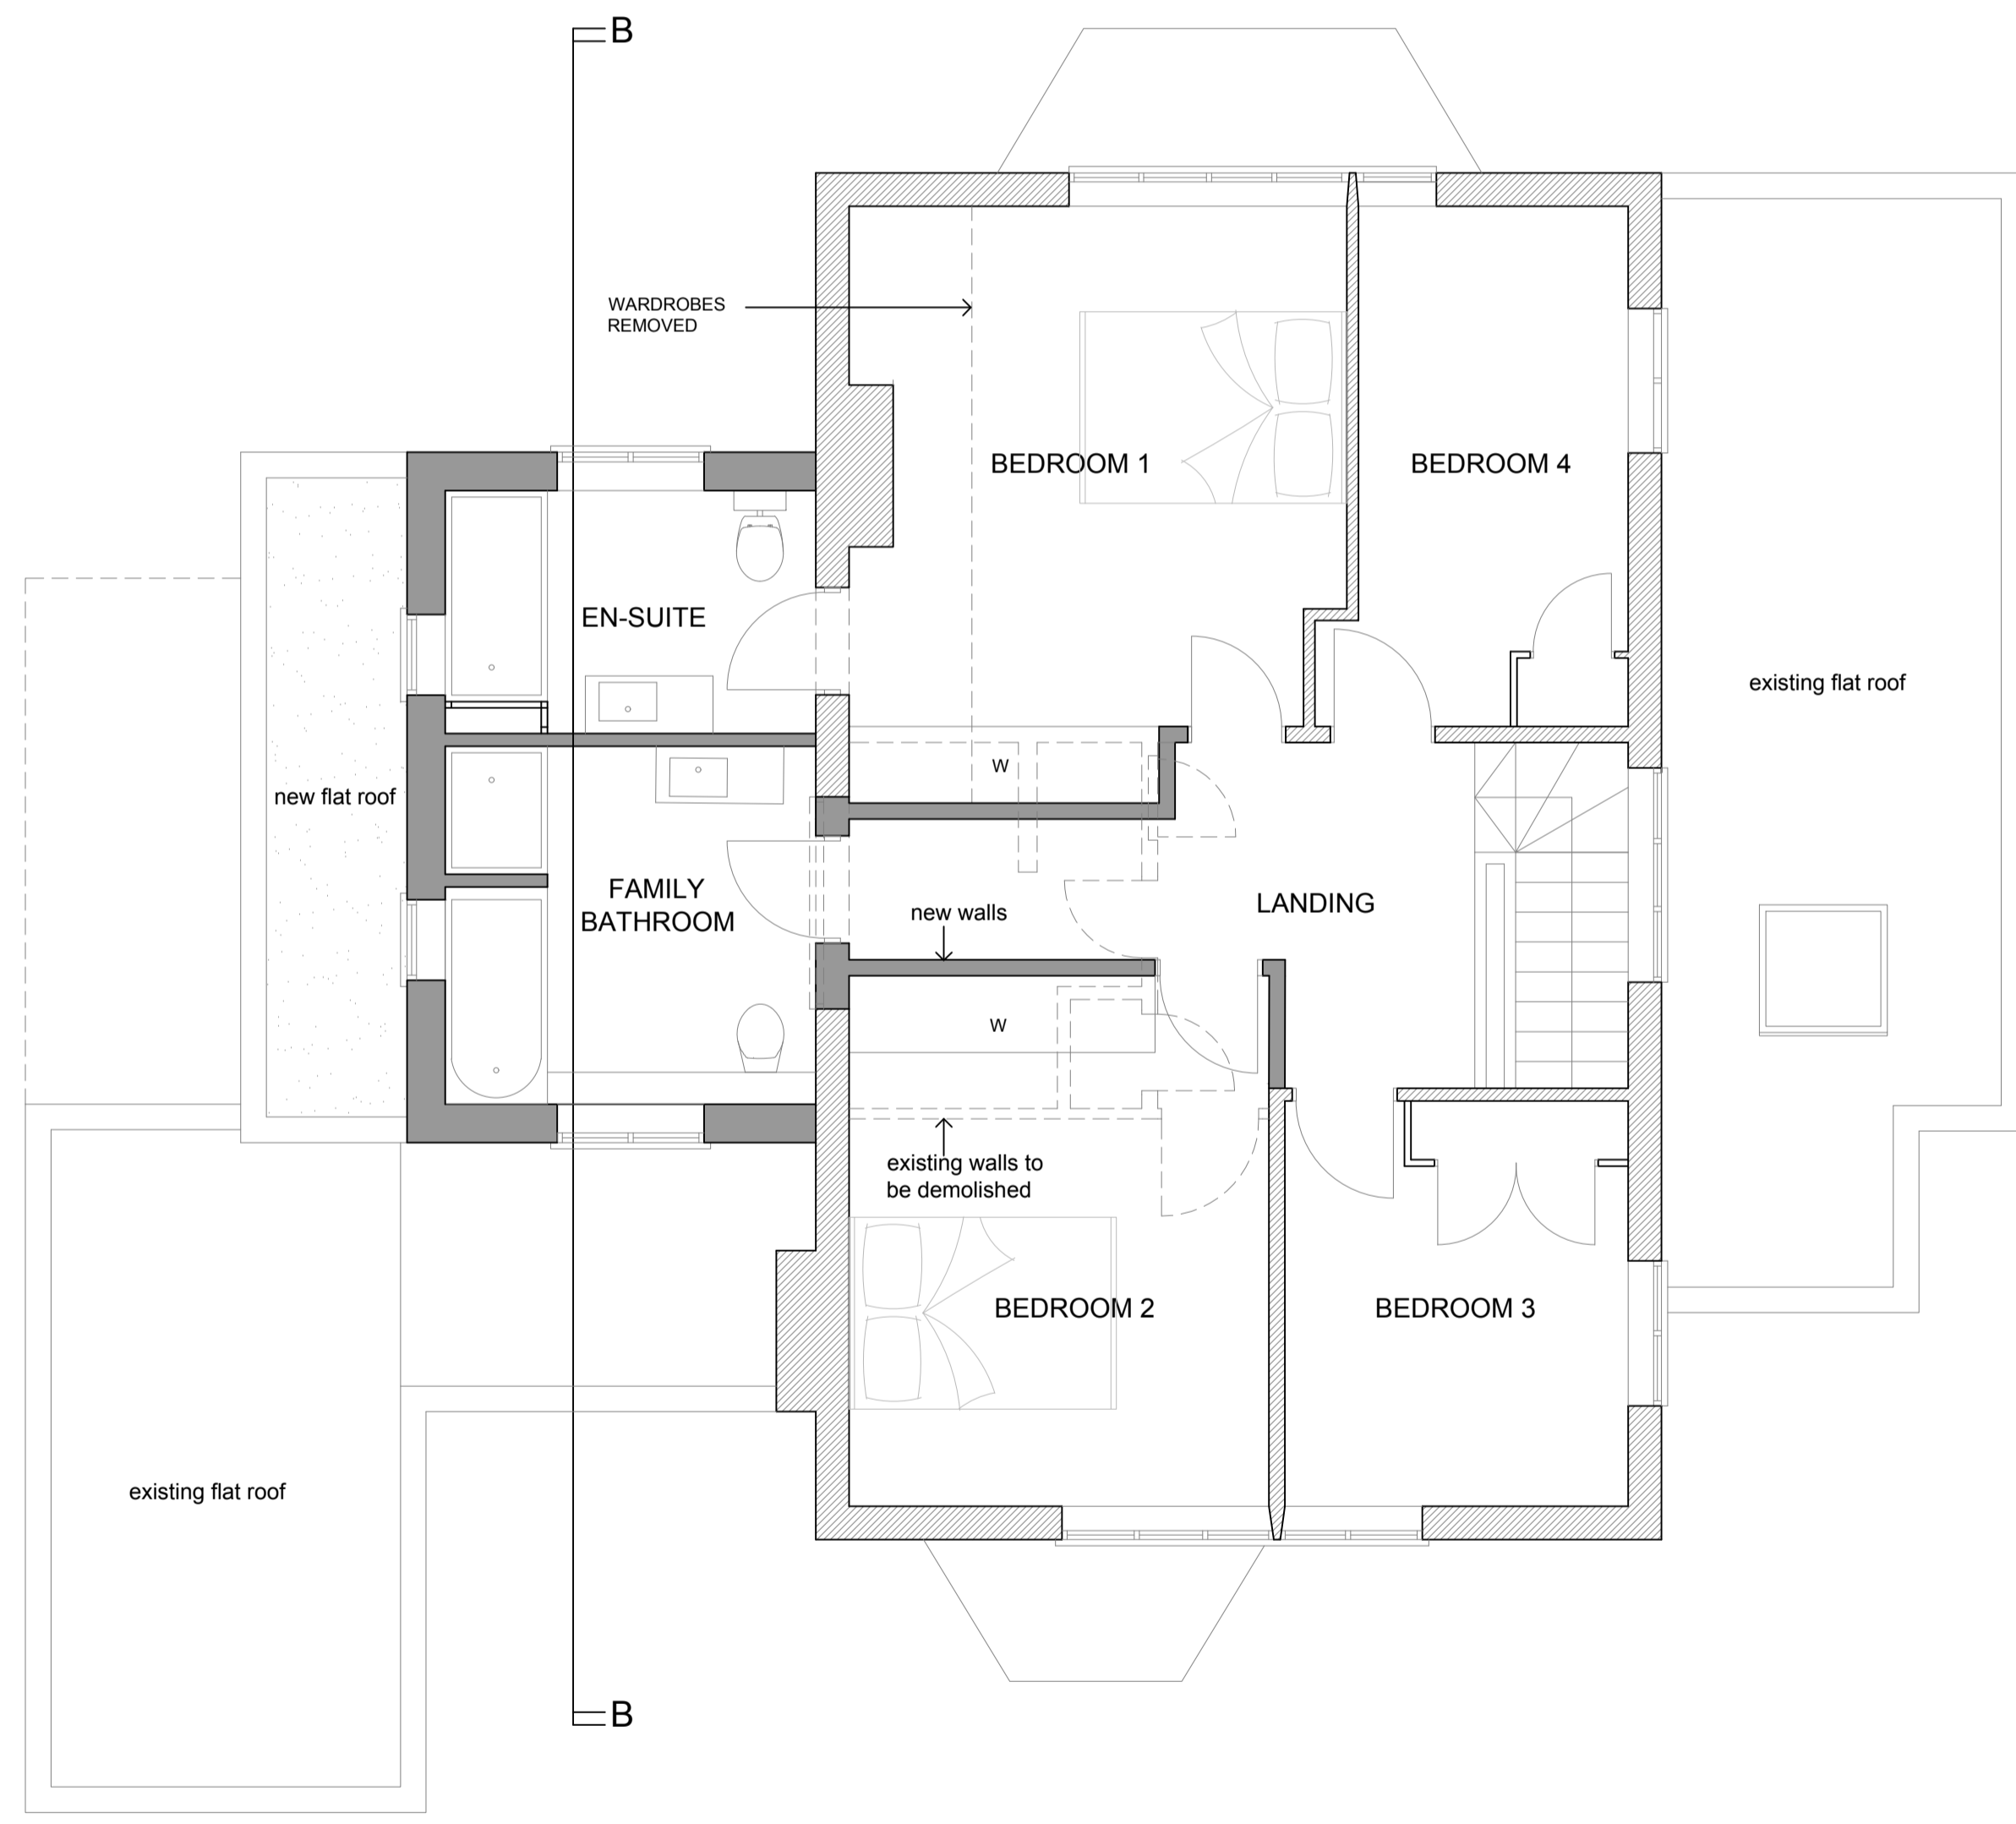 B
WARDROBES
REMOVED
BEDROOM 1
BEDROOM 4
EN-SUITE
existing flat roof
W
new flat roof
FAMILY
BATHROOM
new walls
LANDING
W
existing walls to
be demolished
BEDROOM 2
BEDROOM 3
existing flat roof
B